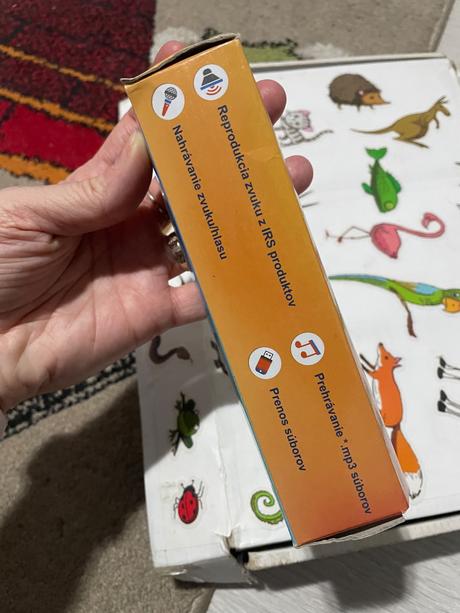 Reprodukcia zvuku z IRS produktov
Nahrávanie zvuku/hlasu
Prehrávanie *.mp3 súborov
Prenos súborov